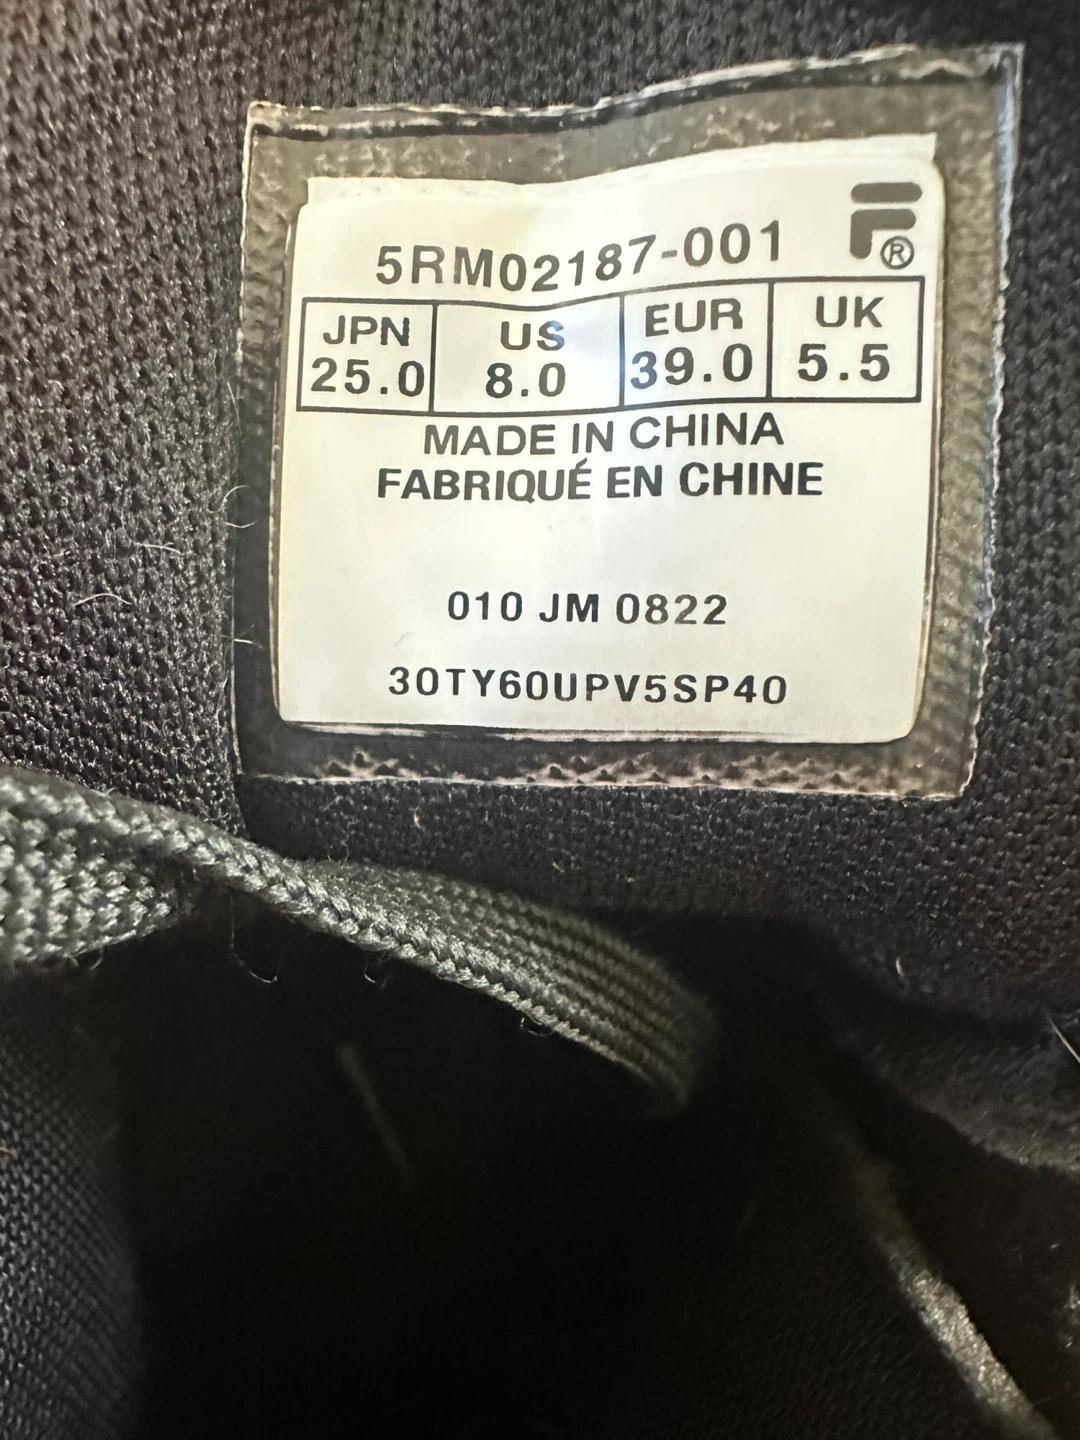 5RM02187-001
®
JPN US EUR UK
25.0 8.0 39.0 5.5
MADE IN CHINA
FABRIQUÉ EN CHINE
010 JM 0822
30TY60UPV5SP40